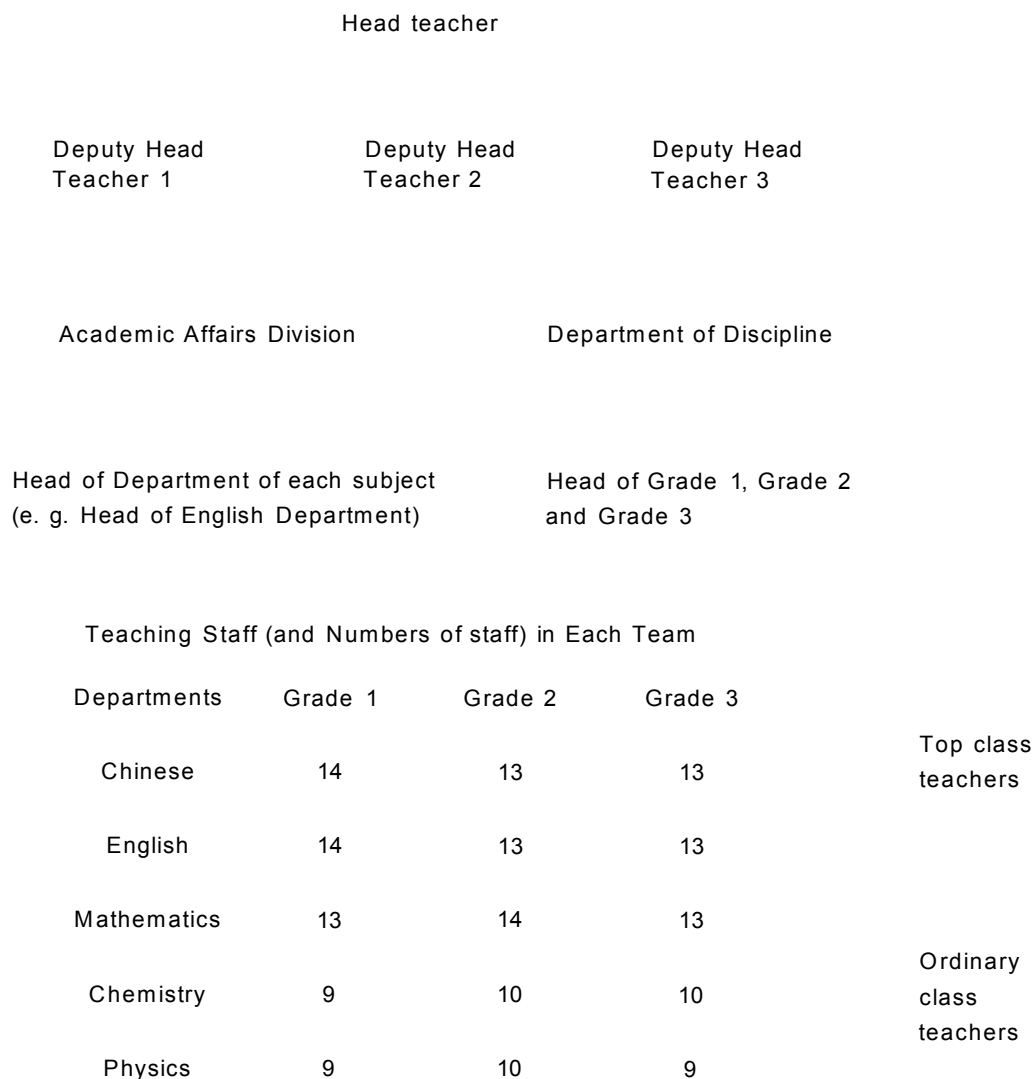 Head teacher
Deputy Head
Teacher 1
Deputy Head
Teacher 2
Deputy Head
Teacher 3
Academic Affairs Division
Department of Discipline
Head of Department of each subject
(e. g. Head of English Department)
Head of Grade 1, Grade 2
and Grade 3
Teaching Staff (and Numbers of staff) in Each Team
Departments Grade 1 Grade 2 Grade 3
Chinese 14 13 13
English 14 13 13
Mathematics 13 14 13
Chemistry 9 10 10
Physics 9 10 9
Top class
teachers
Ordinary
class
teachers